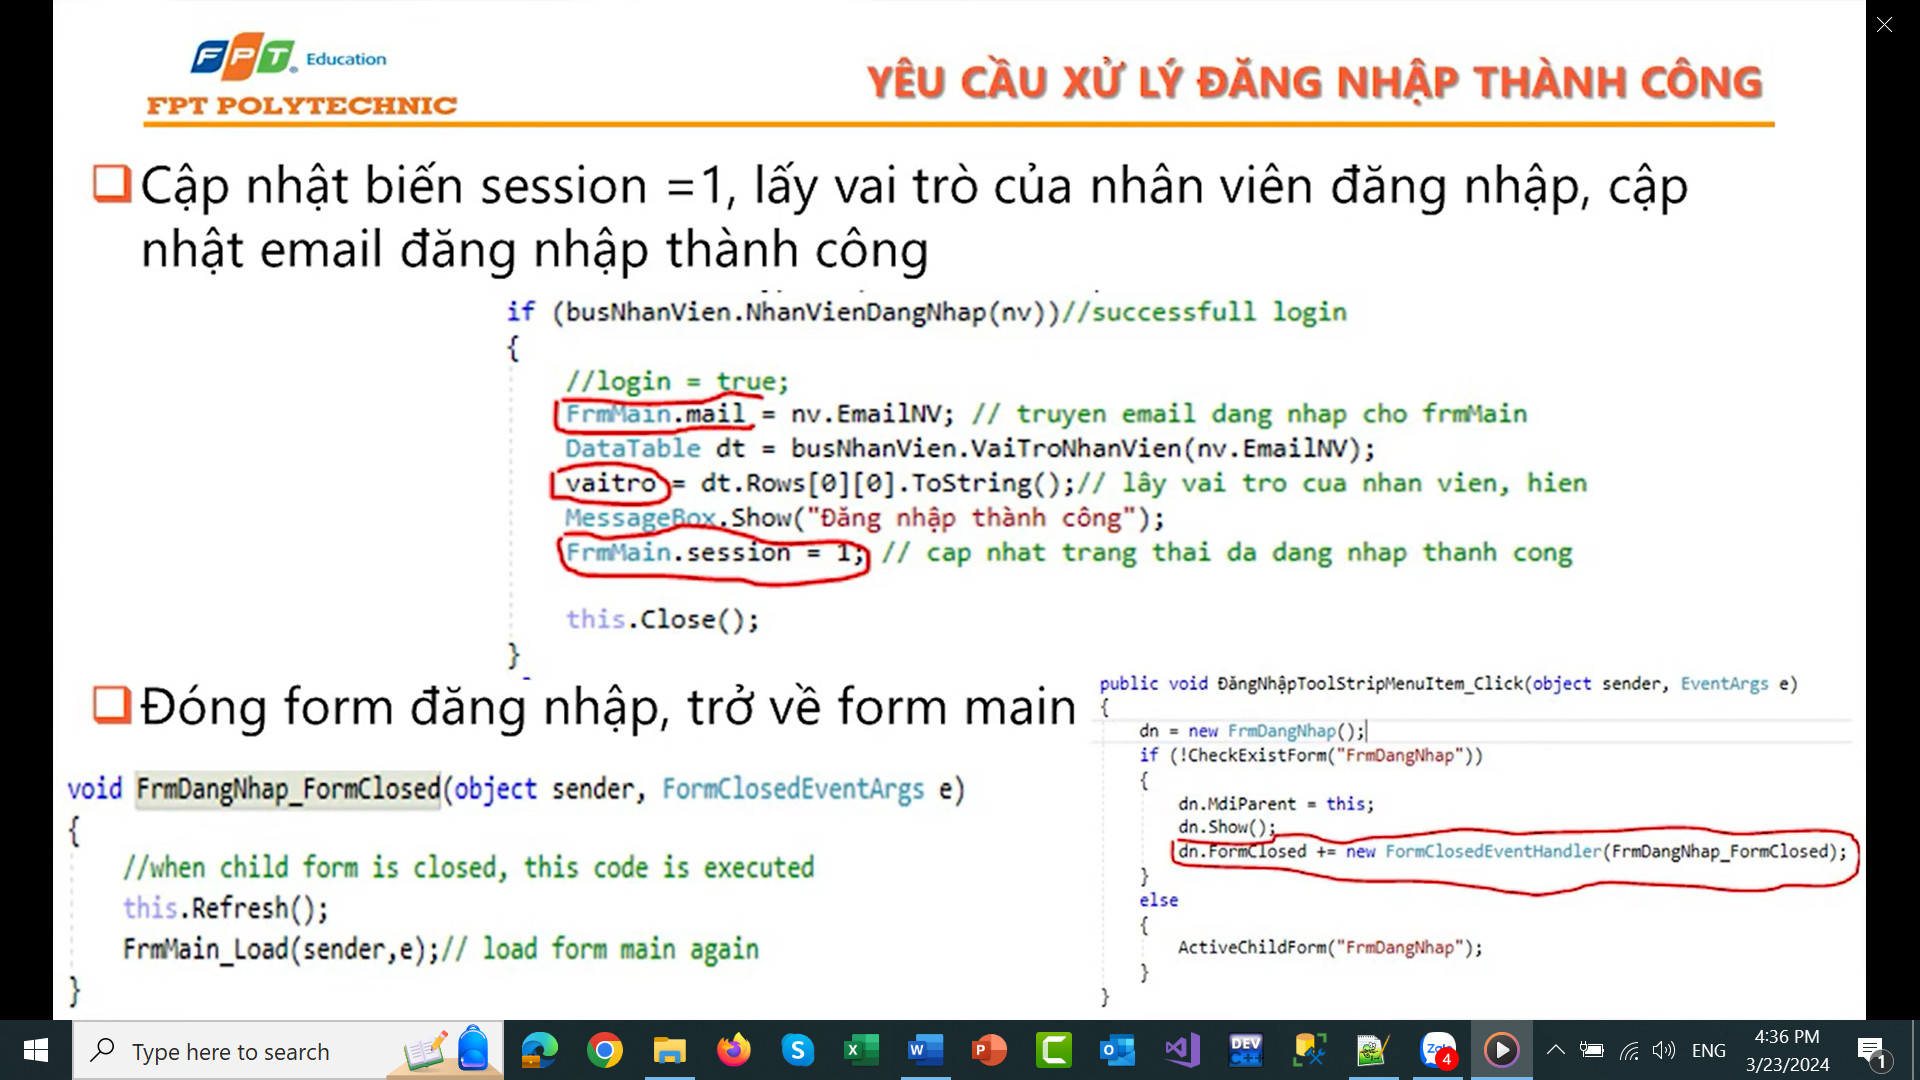 FPT Education
FPT POLYTECHNIC
YÊU CẦU XỬ LÝ ĐĂNG NHẬP THÀNH CÔNG
Cập nhật biến session =1, lấy vai trò của nhân viên đăng nhập, cập
nhật email đăng nhập thành công
if (busNhanVien.NhanVienDangNhap(nv))//successfull login
{
//login = true;
FrmMain.mail = nv.EmailNV; // truyen email dang nhap cho frmMain
DataTable dt = busNhanVien.VaiTroNhanVien(nv.EmailNV);
vaitro = dt.Rows[0][0].ToString();// lây vai tro cua nhan vien, hien
MessageBox.Show("Đăng nhập thành công");
FrmMain.session = 1; // cap nhat trang thai da dang nhap thanh cong
this.Close();
}
Đóng form đăng nhập, trở về form main
void FrmDangNhap_FormClosed(object sender, FormClosedEventArgs e)
{
//when child form is closed, this code is executed
this.Refresh();
FrmMain_Load(sender,e);// load form main again
}
public void ĐăngNhậpToolStripMenuItem_Click(object sender, EventArgs e)
{
dn = new FrmDangNhap();
if (!CheckExistForm("FrmDangNhap"))
{
dn.MdiParent = this;
dn.Show();
dn.FormClosed += new FormClosedEventHandler(FrmDangNhap_FormClosed);
}
else
{
ActiveChildForm("FrmDangNhap");
}
}
Type here to search
DEV C++
Zalo
4
ENG
4:36 PM
3/23/2024
1